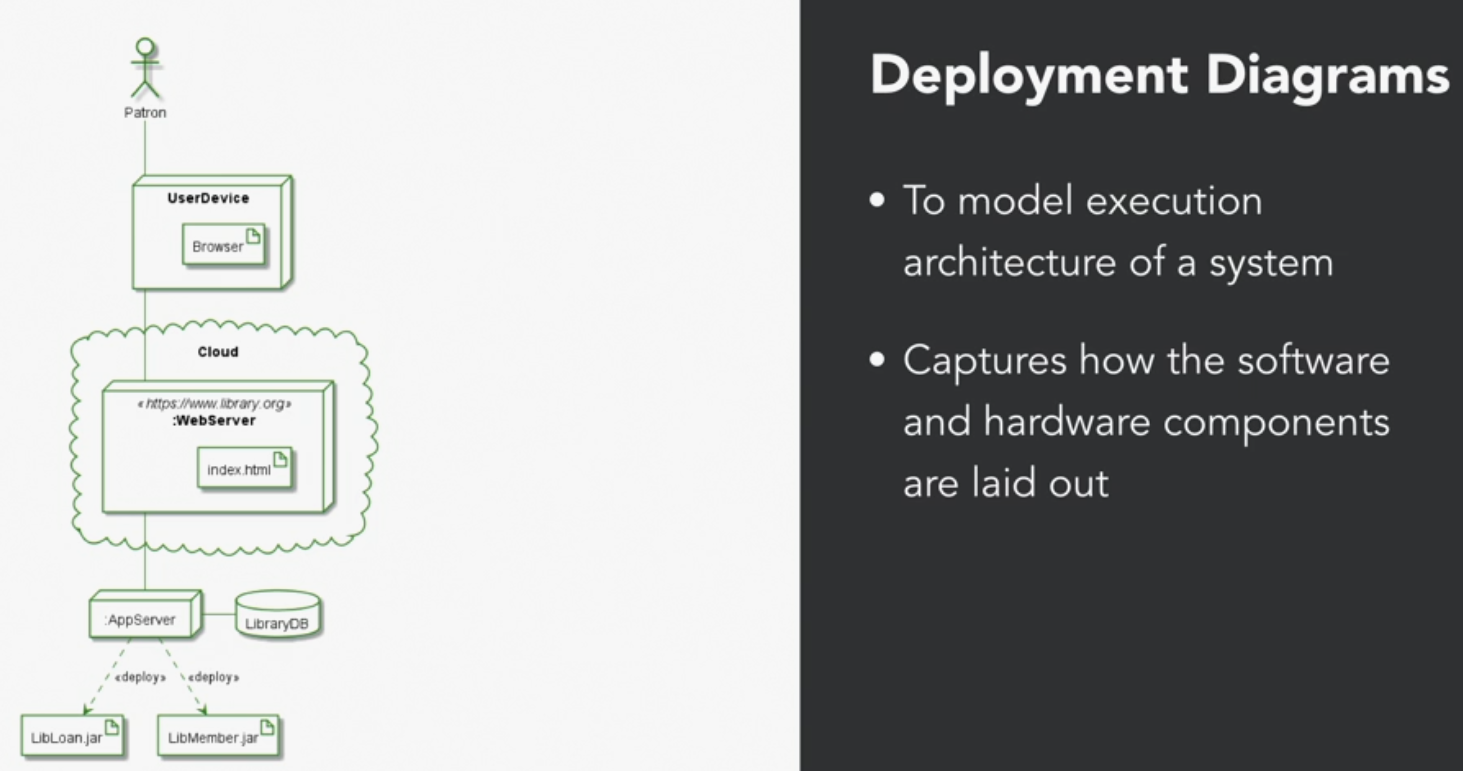 Patron
UserDevice
Browser
Cloud
«https://www.library.org»
:WebServer
index.html
:AppServer
LibraryDB
«deploy»
«deploy»
LibLoan.jar
LibMember.jar
Deployment Diagrams
• To model execution
architecture of a system
• Captures how the software
and hardware components
are laid out